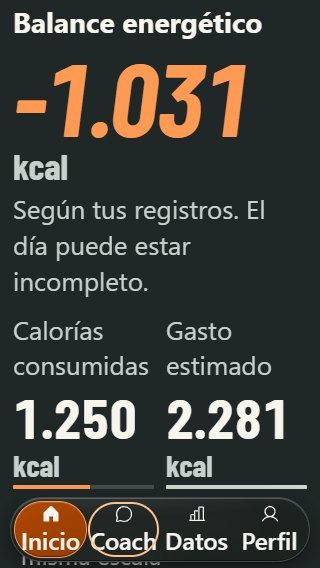 Balance energético
-1.031
kcal
Según tus registros. El
día puede estar
incompleto.
Calorías consumidas
Gasto estimado
1.250 kcal
2.281 kcal
Inicio
Coach
Datos
Perfil